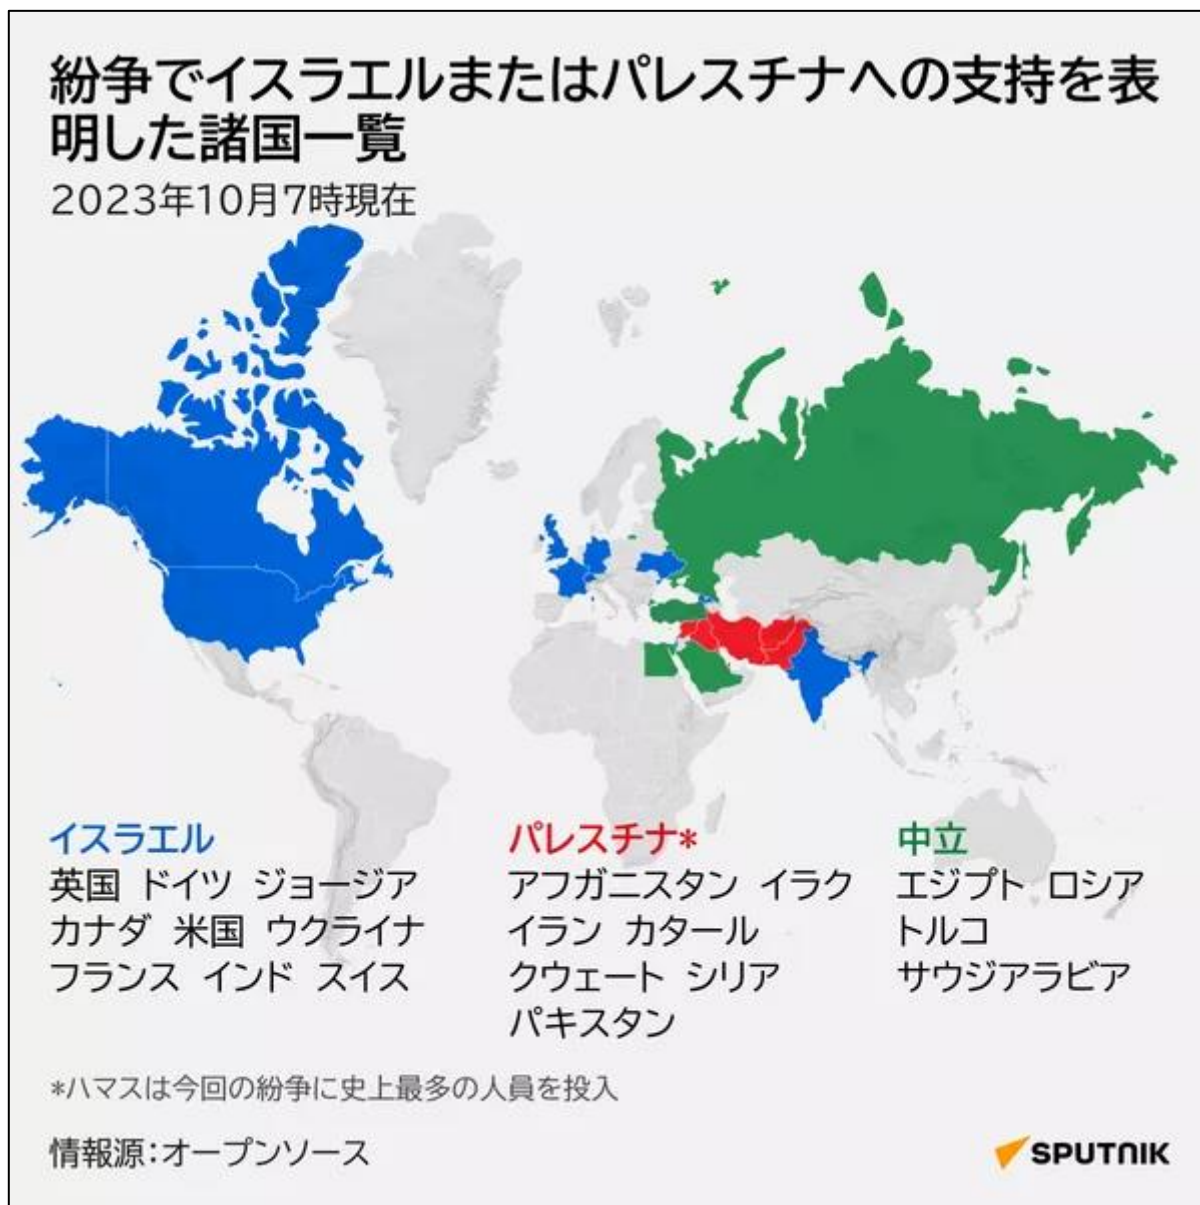 紛争でイスラエルまたはパレスチナへの支持を表
明した諸国一覧
2023年10月7時現在
イスラエル
英国 ドイツ ジョージア
カナダ 米国 ウクライナ
フランス インド スイス
パレスチナ*
アフガニスタン イラク
イラン カタール
クウェート シリア
パキスタン
中立
エジプト ロシア
トルコ
サウジアラビア
*ハマスは今回の紛争に史上最多の人員を投入
情報源:オープンソース
SPUTNIK